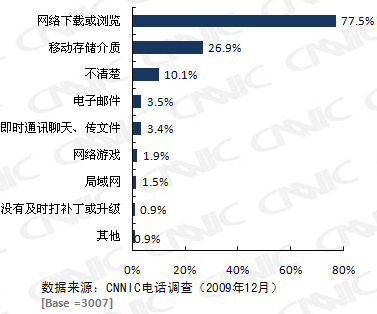 网络下载或浏览 77.5%
移动存储介质 26.9%
不清楚 10.1%
电子邮件 3.5%
即时通讯聊天、传文件 3.4%
网络游戏 1.9%
局域网 1.5%
没有及时打补丁或升级 0.9%
其他 0.9%
0% 20% 40% 60% 80%
数据来源：CNNIC电话调查（2009年12月）
[Base =3007]